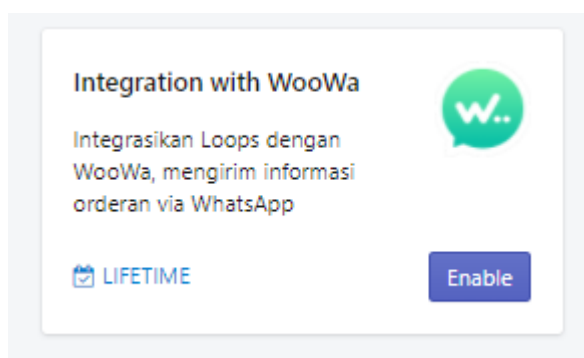 Integration with WooWa
W..
Integrasikan Loops dengan
WooWa, mengirim informasi
orderan via WhatsApp
LIFETIME
Enable